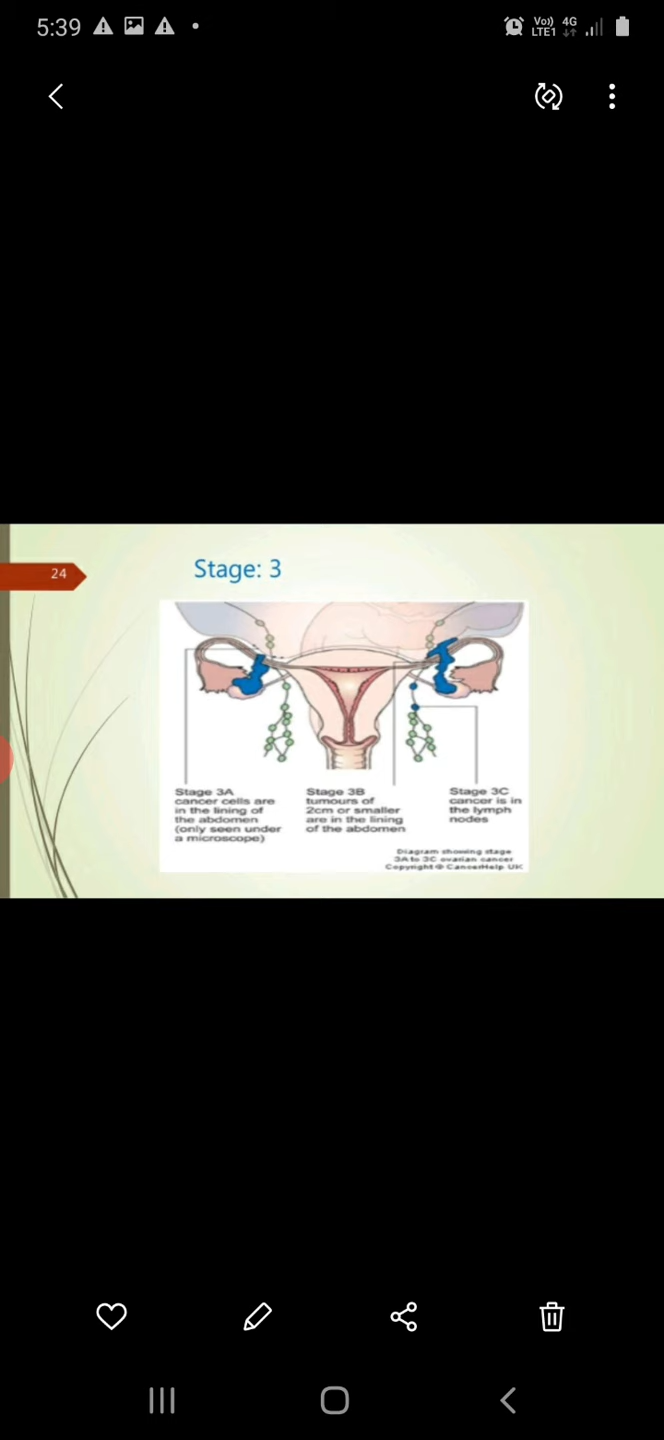 5:39
Vo)) 4G
LTE1
24
Stage: 3
Stage 3A
cancer cells are
in the lining of
the abdomen
(only seen under
a microscope)
Stage 3B
tumours of
2cm or smaller
are in the lining
of the abdomen
Stage 3C
cancer is in
the lymph
nodes
Diagram showing stage
3A to 3C ovarian cancer
Copyright © CancerHelp UK